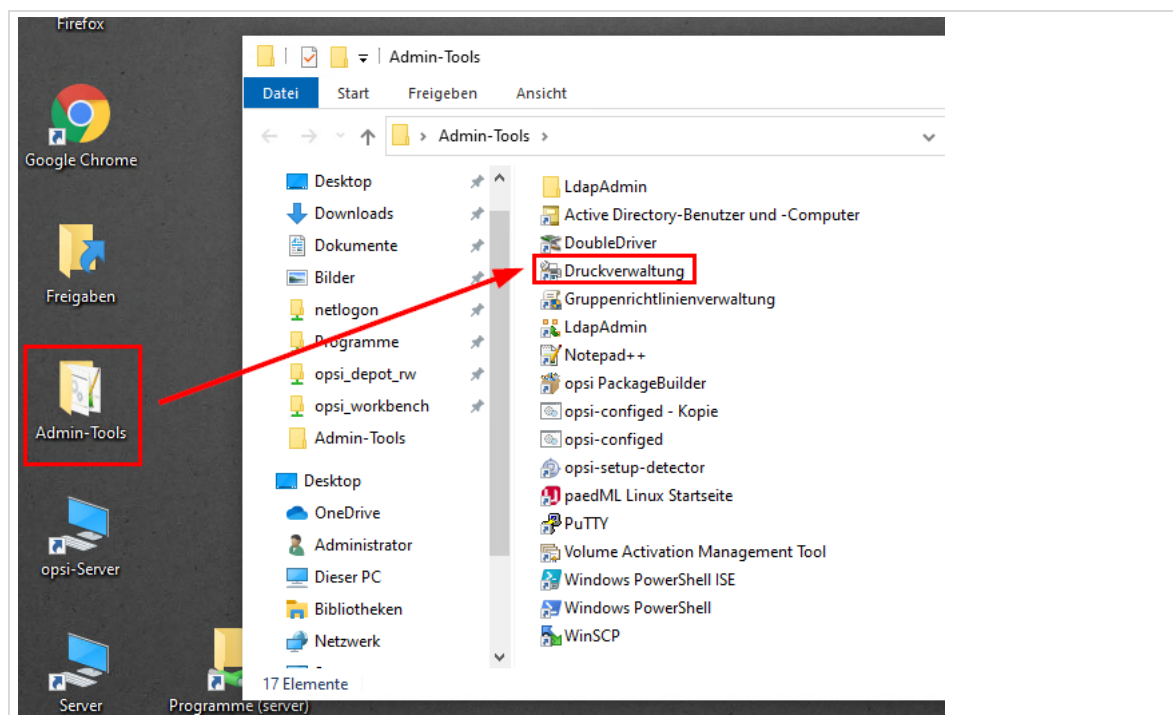 Firefox
Google Chrome
Freigaben
Admin-Tools
opsi-Server
Server
Programme (server)
Admin-Tools
Datei Start Freigeben Ansicht
Admin-Tools
Desktop
Downloads
Dokumente
Bilder
netlogon
Programme
opsi_depot_rw
opsi_workbench
Admin-Tools
Desktop
OneDrive
Administrator
Dieser PC
Bibliotheken
Netzwerk
LdapAdmin
Active Directory-Benutzer und -Computer
DoubleDriver
Druckverwaltung
Gruppenrichtlinienverwaltung
LdapAdmin
Notepad++
opsi PackageBuilder
opsi-configed - Kopie
opsi-configed
opsi-setup-detector
paedML Linux Startseite
PuTTY
Volume Activation Management Tool
Windows PowerShell ISE
Windows PowerShell
WinSCP
17 Elemente